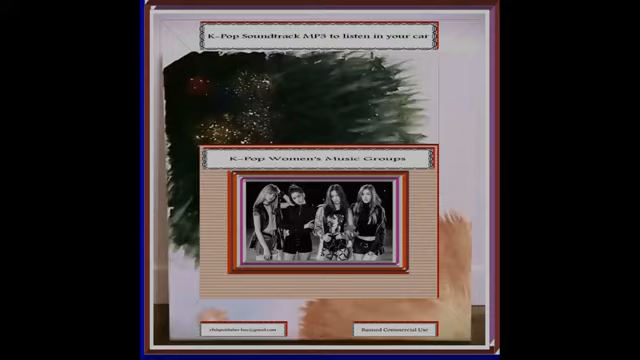 K-Pop Soundtrack MP3 to listen in your car
K-Pop Women's Music Groups
Banned Commercial Use